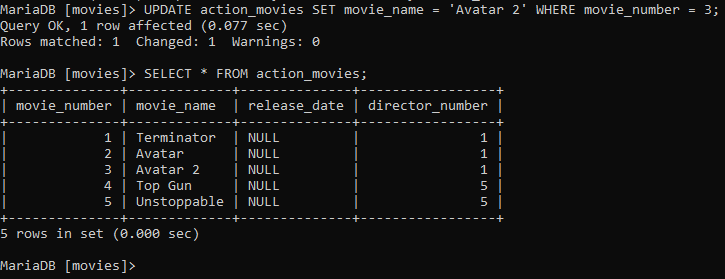 MariaDB [movies]> UPDATE action_movies SET movie_name = 'Avatar 2' WHERE movie_number = 3;
Query OK, 1 row affected (0.077 sec)
Rows matched: 1  Changed: 1  Warnings: 0

MariaDB [movies]> SELECT * FROM action_movies;
+--------------+-------------+--------------+-----------------+
| movie_number | movie_name  | release_date | director_number |
+--------------+-------------+--------------+-----------------+
|            1 | Terminator  | NULL         |               1 |
|            2 | Avatar      | NULL         |               1 |
|            3 | Avatar 2    | NULL         |               1 |
|            4 | Top Gun     | NULL         |               5 |
|            5 | Unstoppable | NULL         |               5 |
+--------------+-------------+--------------+-----------------+
5 rows in set (0.000 sec)

MariaDB [movies]>